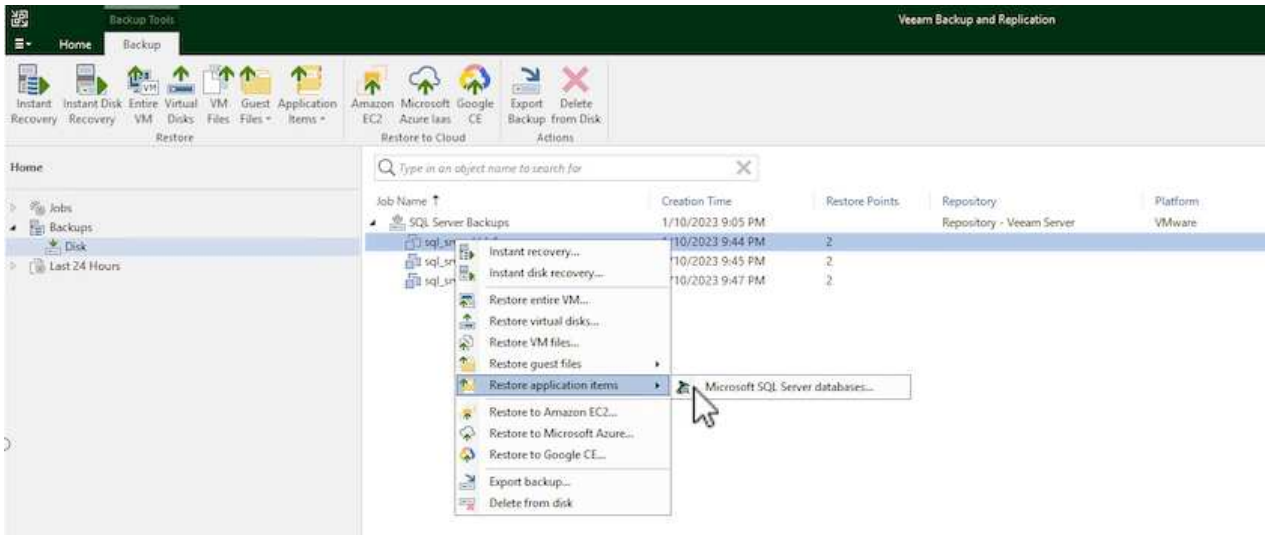 Backup Tools
Veeam Backup and Replication
Home Backup
Instant Recovery
Instant Disk Recovery
Entire VM
Virtual Disks
VM Files
Guest Files
Application Items
Amazon EC2
Microsoft Azure Iaas
Google CE
Export Backup
Delete from Disk
Restore
Restore to Cloud
Actions
Home
Type in an object name to search for
Jobs
Backups
Disk
Last 24 Hours
Job Name Creation Time Restore Points Repository Platform
SQL Server Backups 1/10/2023 9:05 PM Repository - Veeam Server VMware
10/2023 9:44 PM 2
10/2023 9:45 PM 2
10/2023 9:47 PM 2
Instant recovery...
Instant disk recovery...
Restore entire VM...
Restore virtual disks...
Restore VM files...
Restore guest files
Restore application items
Microsoft SQL Server databases...
Restore to Amazon EC2...
Restore to Microsoft Azure...
Restore to Google CE...
Export backup...
Delete from disk